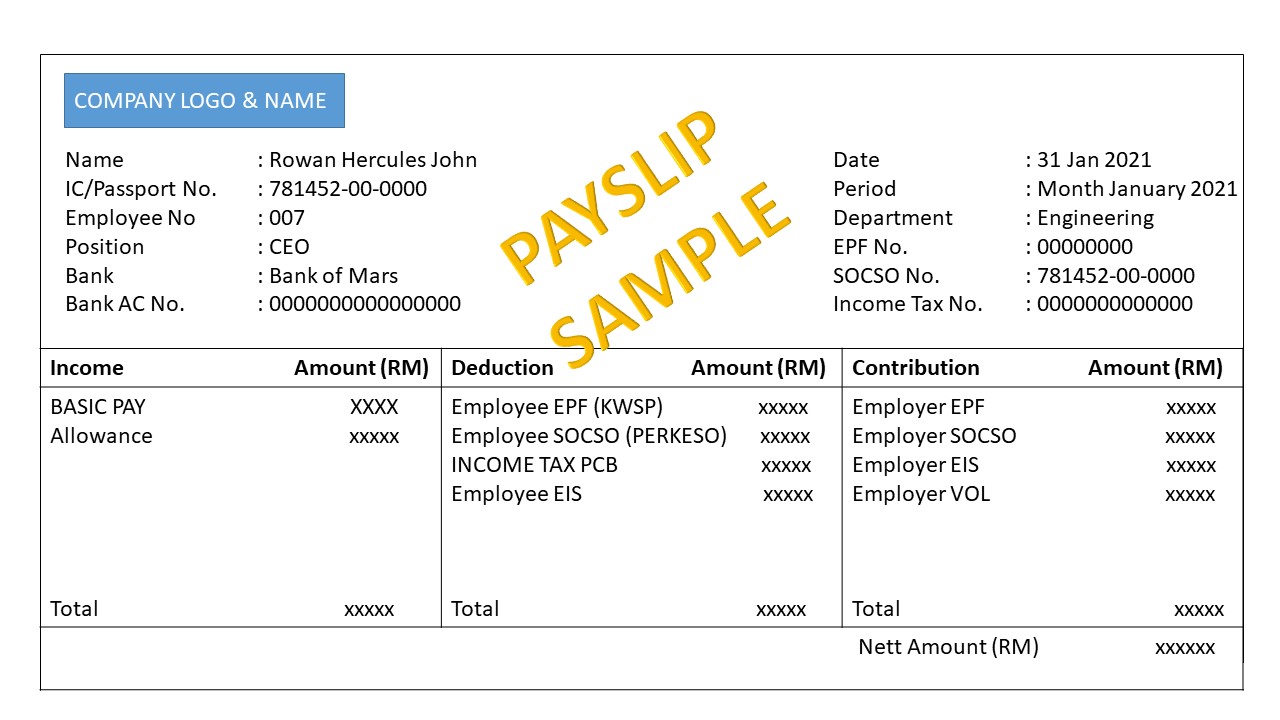 COMPANY LOGO & NAME
PAYSLIP
SAMPLE
Name : Rowan Hercules John Date : 31 Jan 2021
IC/Passport No. : 781452-00-0000 Period : Month January 2021
Employee No : 007 Department : Engineering
Position : CEO EPF No. : 00000000
Bank : Bank of Mars SOCSO No. : 781452-00-0000
Bank AC No. : 0000000000000000 Income Tax No. : 0000000000000
Income Amount (RM) Deduction Amount (RM) Contribution Amount (RM)
BASIC PAY XXXX Employee EPF (KWSP) xxxxx Employer EPF xxxxx
Allowance xxxxx Employee SOCSO (PERKESO) xxxxx Employer SOCSO xxxxx
INCOME TAX PCB xxxxx Employer EIS xxxxx
Employee EIS xxxxx Employer VOL xxxxx
Total xxxxx Total xxxxx Total xxxxx
Nett Amount (RM) xxxxxx